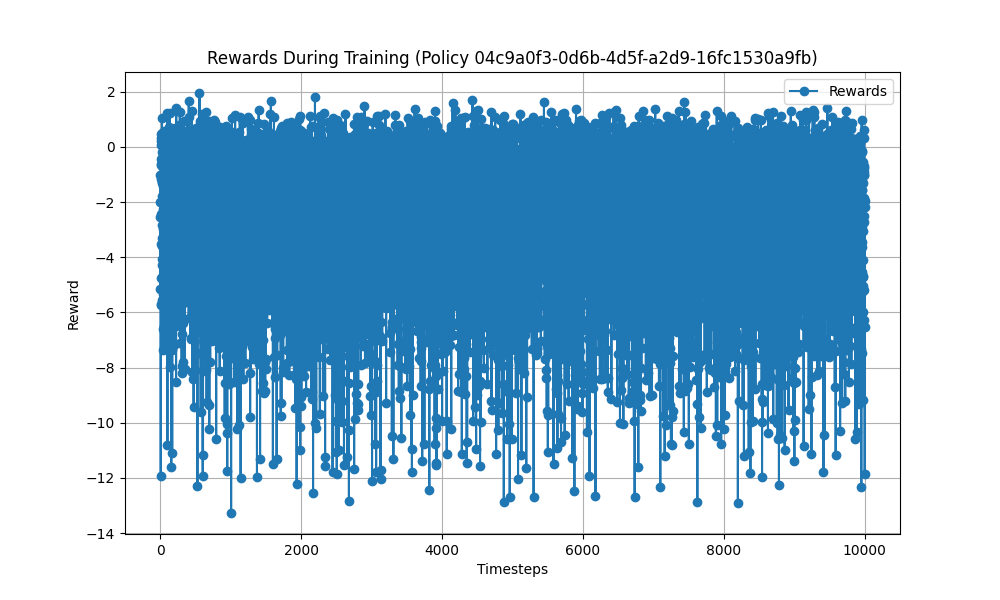 Rewards During Training (Policy 04c9a0f3-0d6b-4d5f-a2d9-16fc1530a9fb)
Rewards
2
0
−2
−4
−6
−8
−10
−12
−14
Reward
0 2000 4000 6000 8000 10000
Timesteps